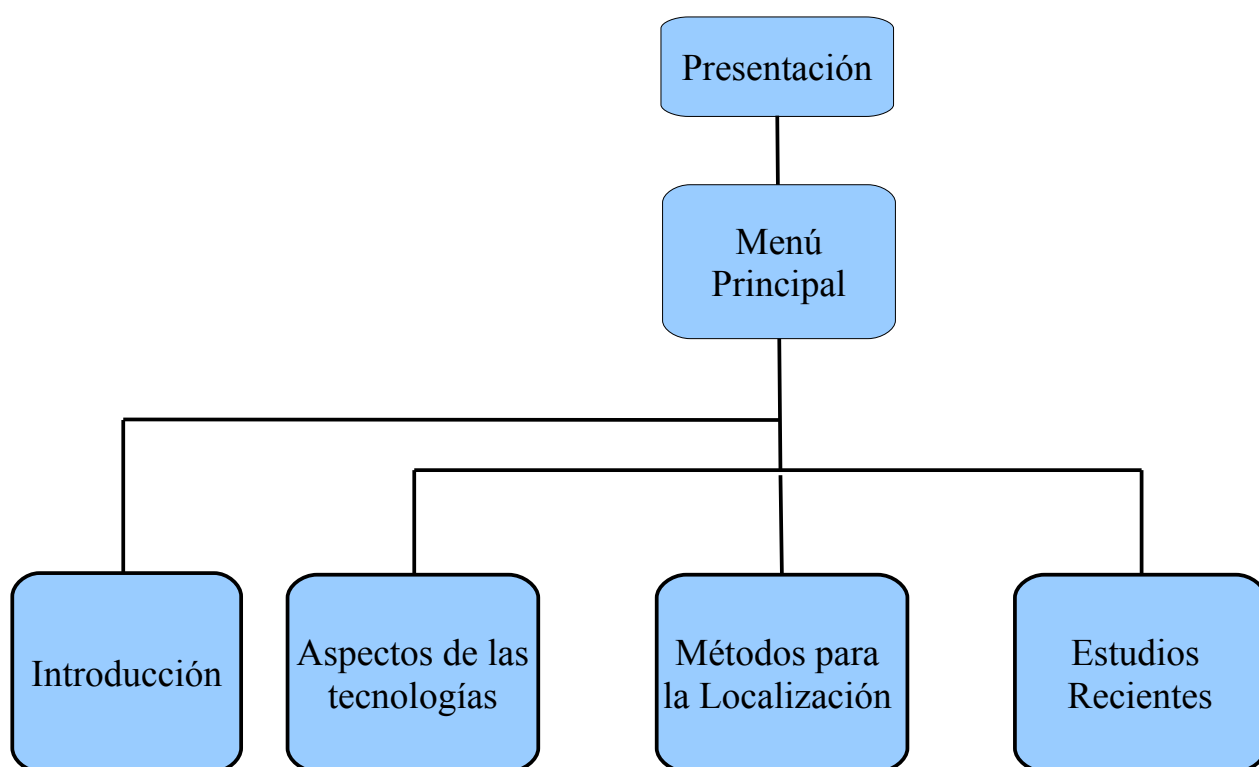 Presentación
Menú
Principal
Introducción
Aspectos de las
tecnologías
Métodos para
la Localización
Estudios
Recientes